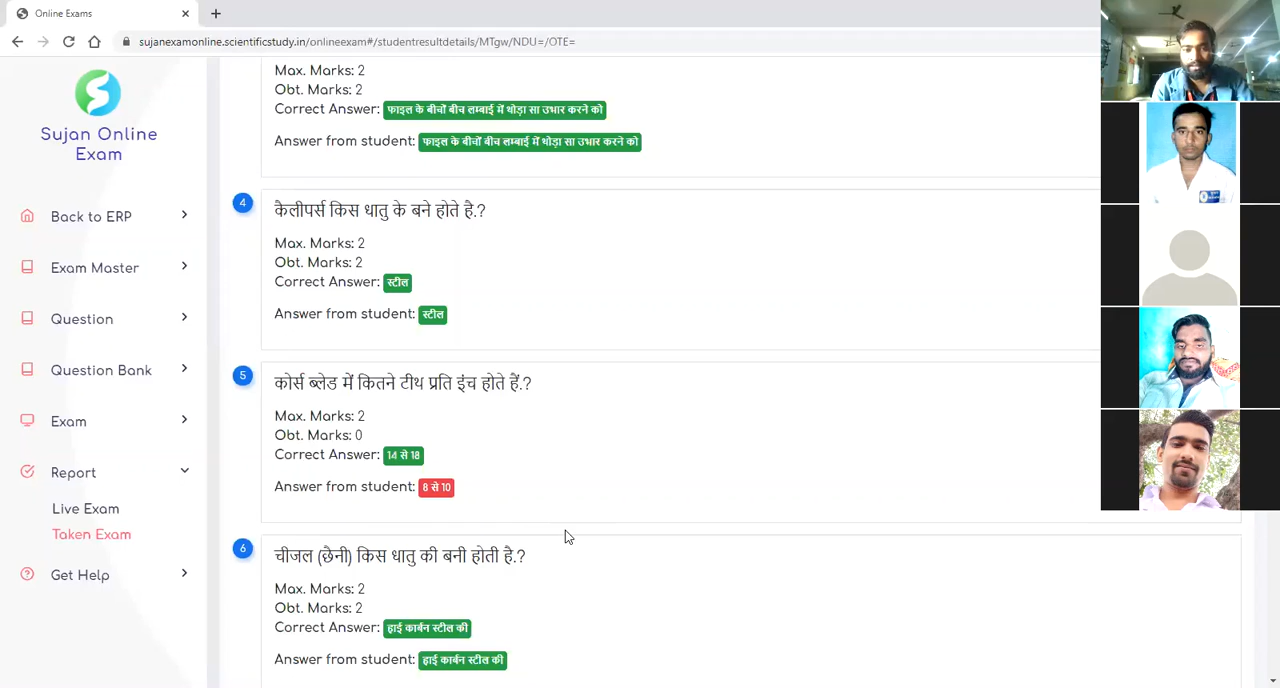 Online Exams
sujanexamonline.scientificstudy.in/onlineexam#/studentresultdetails/MTgw/NDU=/OTE=
Sujan Online
Exam
Back to ERP
Exam Master
Question
Question Bank
Exam
Report
Live Exam
Taken Exam
Get Help
Max. Marks: 2
Obt. Marks: 2
Correct Answer: फाइल के बीचों बीच लम्बाई में थोड़ा सा उभार करने को
Answer from student: फाइल के बीचों बीच लम्बाई में थोड़ा सा उभार करने को
4
कैलीपर्स किस धातु के बने होते है.?
Max. Marks: 2
Obt. Marks: 2
Correct Answer: स्टील
Answer from student: स्टील
5
कोर्स ब्लेड में कितने टीथ प्रति इंच होते हैं.?
Max. Marks: 2
Obt. Marks: 0
Correct Answer: 14 से 18
Answer from student: 8 से 10
6
चीजल (छैनी) किस धातु की बनी होती है.?
Max. Marks: 2
Obt. Marks: 2
Correct Answer: हाई कार्बन स्टील की
Answer from student: हाई कार्बन स्टील की